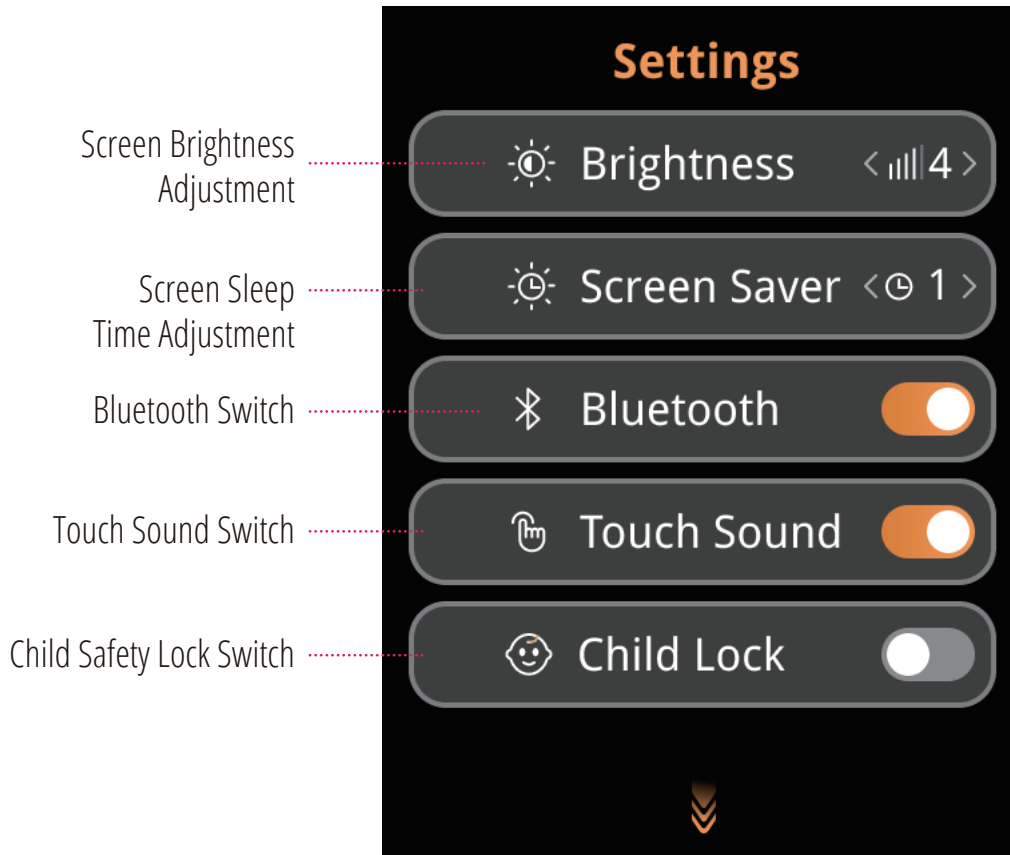 Settings
Screen Brightness
Adjustment
Brightness 4
Screen Sleep
Time Adjustment
Screen Saver 1
Bluetooth Switch
Bluetooth
Touch Sound Switch
Touch Sound
Child Safety Lock Switch
Child Lock